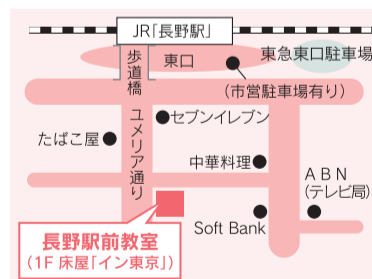 JR「長野駅」
歩道橋
東口
東急東口駐車場
(市営駐車場有り)
ユメリア通り
セブンイレブン
たばこ屋
中華料理
ABN
(テレビ局)
Soft Bank
長野駅前教室
(1F 床屋「イン東京」)